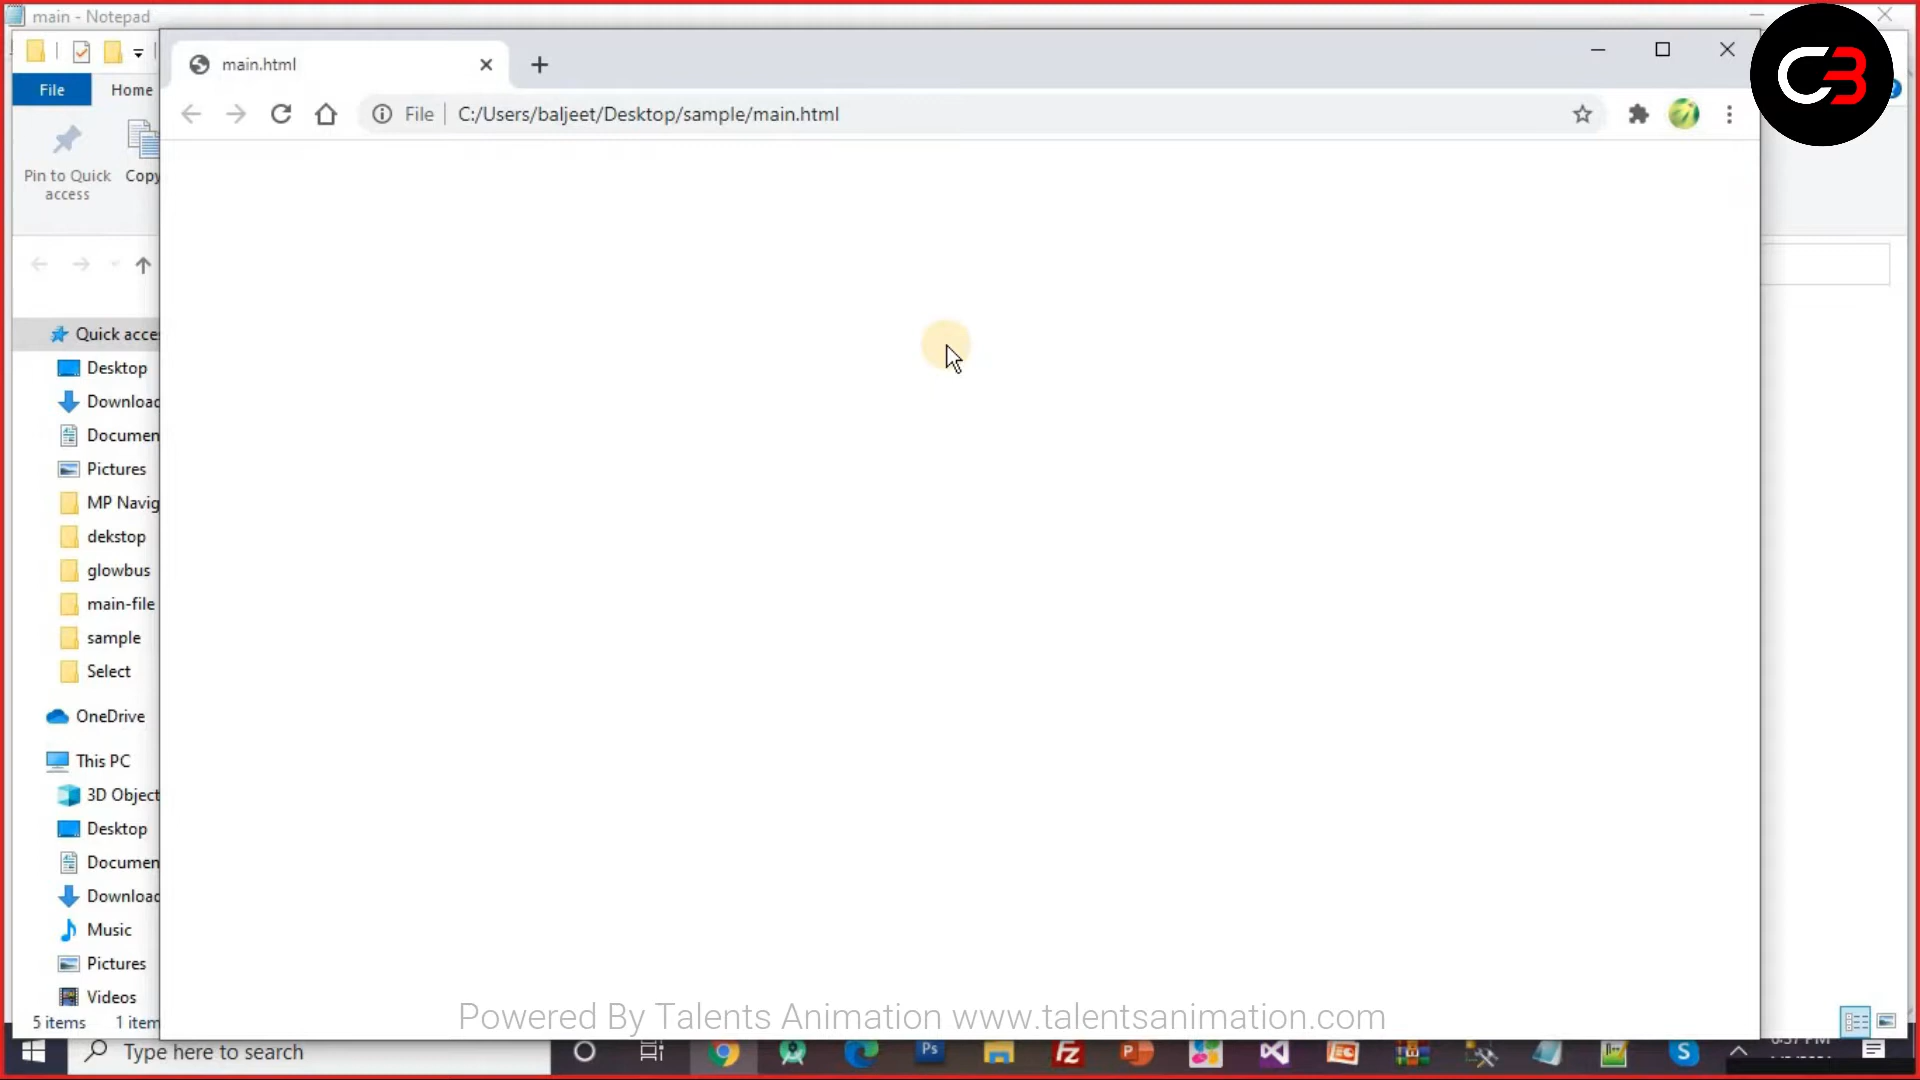 main - Notepad
main.html
File
Home
File
C:/Users/baljeet/Desktop/sample/main.html
Pin to Quick
access
Copy
Quick acce
Desktop
Downloac
Documen
Pictures
MP Navig
dekstop
glowbus
main-file
sample
Select
OneDrive
This PC
3D Object
Desktop
Documen
Downloac
Music
Pictures
Videos
5 items
1 item
Powered By Talents Animation www.talentsanimation.com
Type here to search